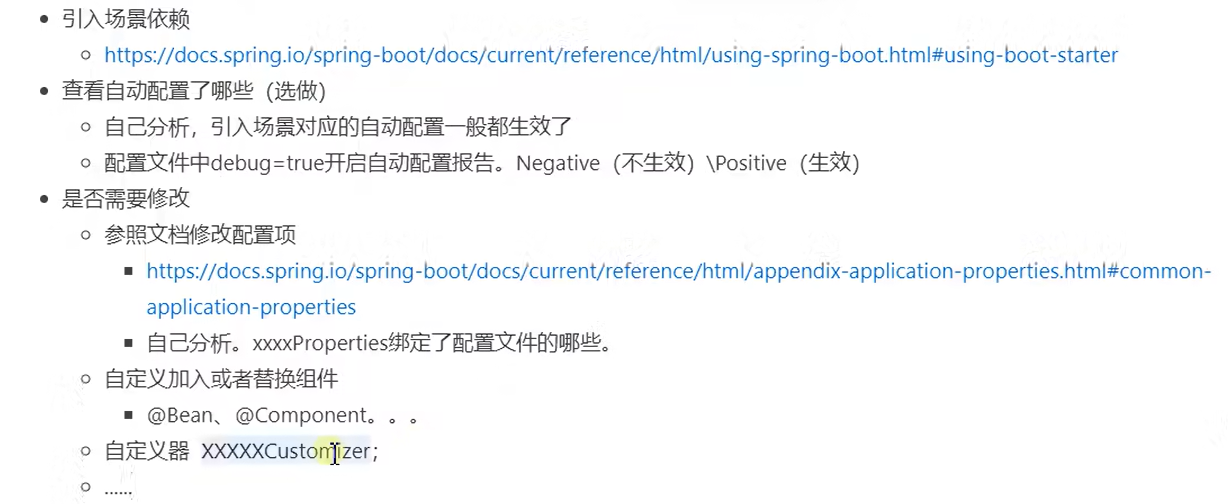 引入场景依赖
https://docs.spring.io/spring-boot/docs/current/reference/html/using-spring-boot.html#using-boot-starter
查看自动配置了哪些（选做）
自己分析，引入场景对应的自动配置一般都生效了
配置文件中debug=true开启自动配置报告。Negative（不生效）\Positive（生效）
是否需要修改
参照文档修改配置项
https://docs.spring.io/spring-boot/docs/current/reference/html/appendix-application-properties.html#common-
application-properties
自己分析。xxxxProperties绑定了配置文件的哪些。
自定义加入或者替换组件
@Bean、@Component。。。
自定义器 XXXXXCustomizer；
......